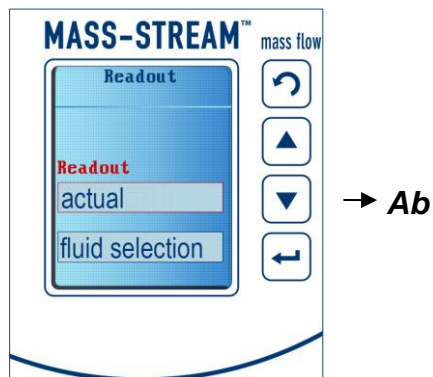 MASS-STREAM™ mass flow
Readout
Readout
actual
fluid selection
Ab